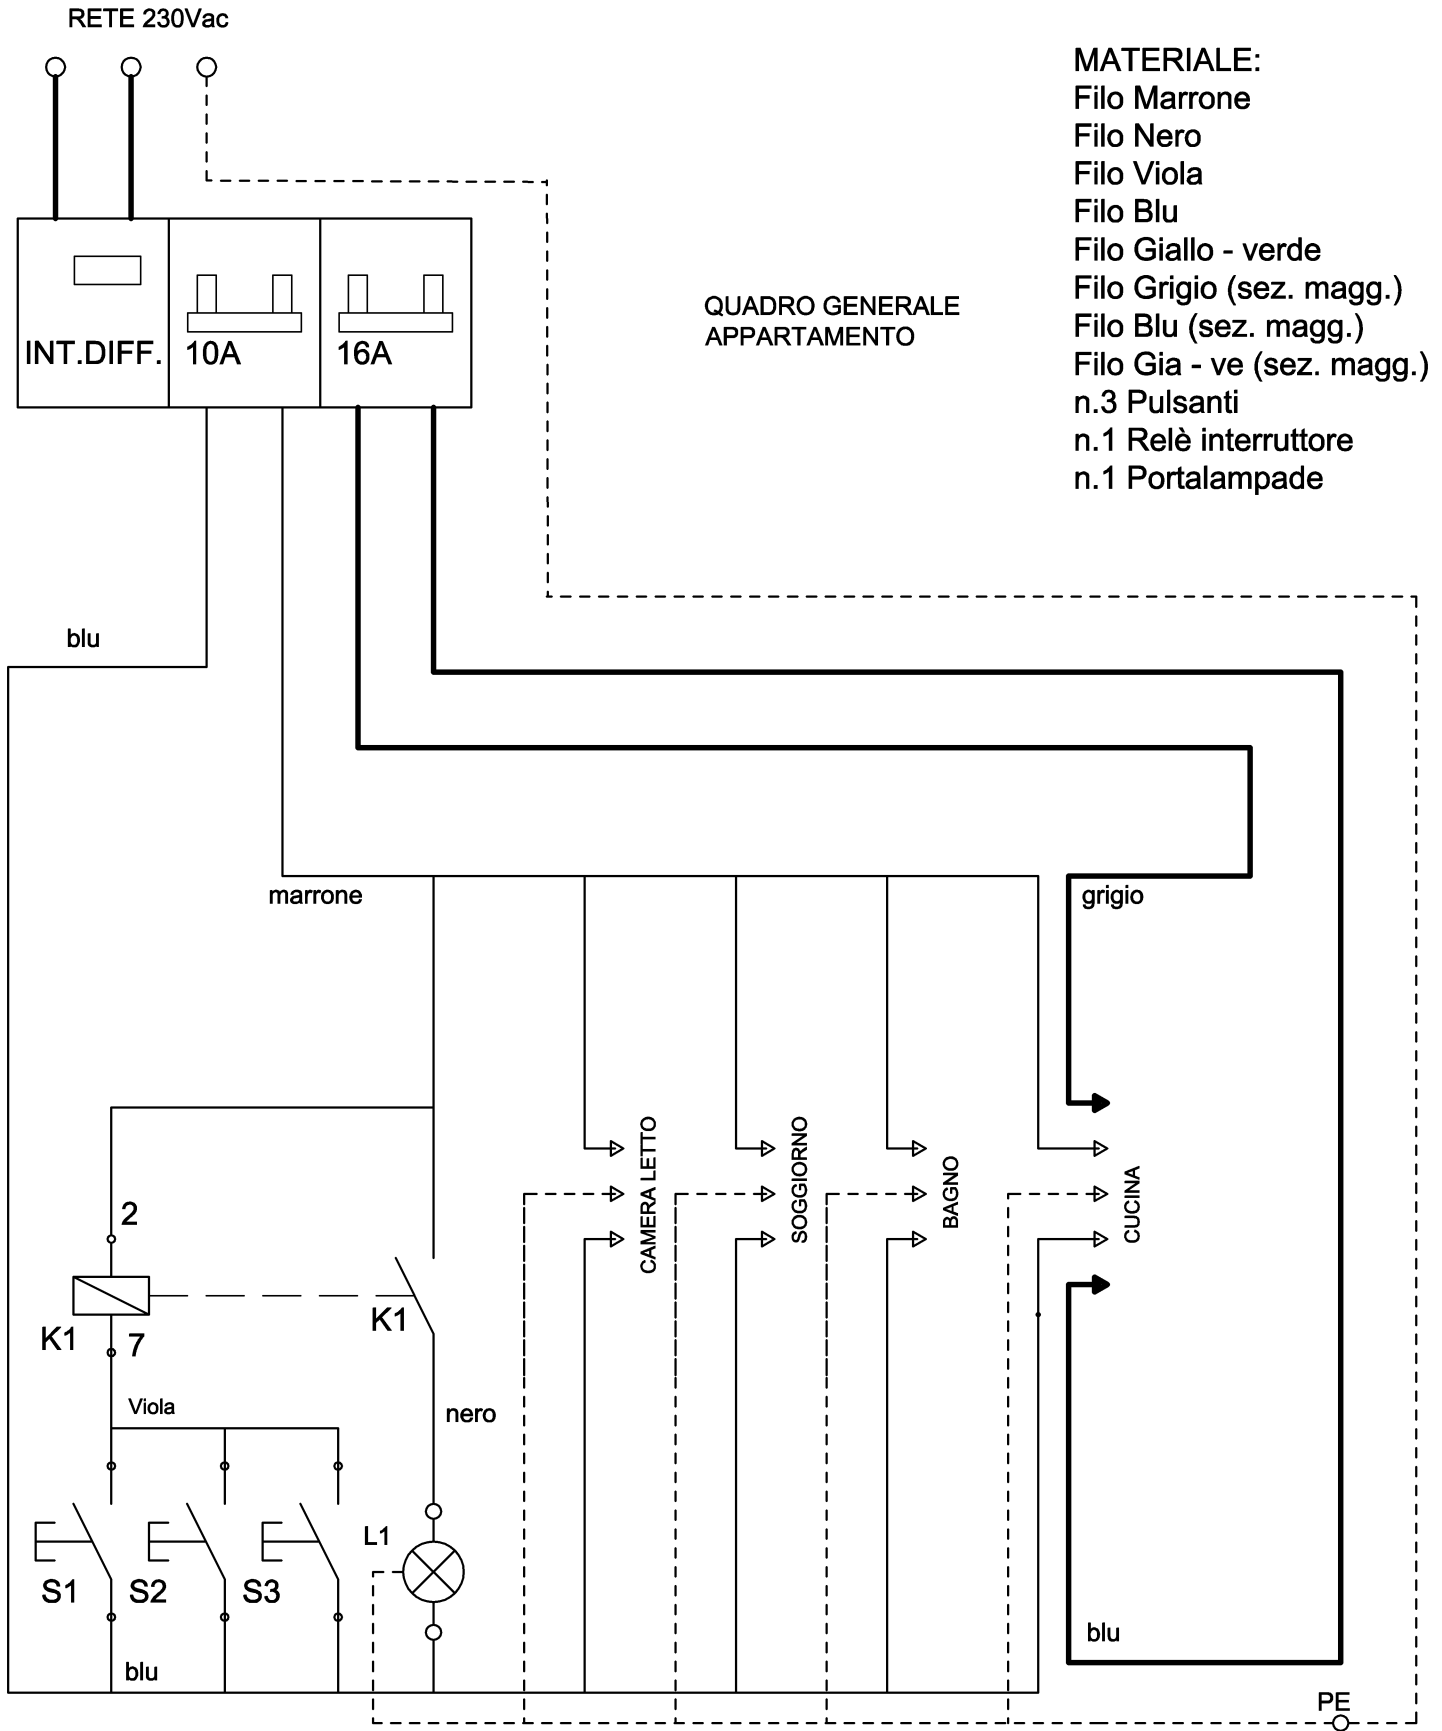 RETE 230Vac
MATERIALE:
Filo Marrone
Filo Nero
Filo Viola
Filo Blu
Filo Giallo - verde
Filo Grigio (sez. magg.)
Filo Blu (sez. magg.)
Filo Gia - ve (sez. magg.)
n.3 Pulsanti
n.1 Relè interruttore
n.1 Portalampade
QUADRO GENERALE
APPARTAMENTO
INT.DIFF.
10A
16A
blu
marrone
grigio
CAMERA LETTO
SOGGIORNO
BAGNO
CUCINA
2
K1
7
K1
Viola
nero
L1
S1
S2
S3
blu
blu
PE